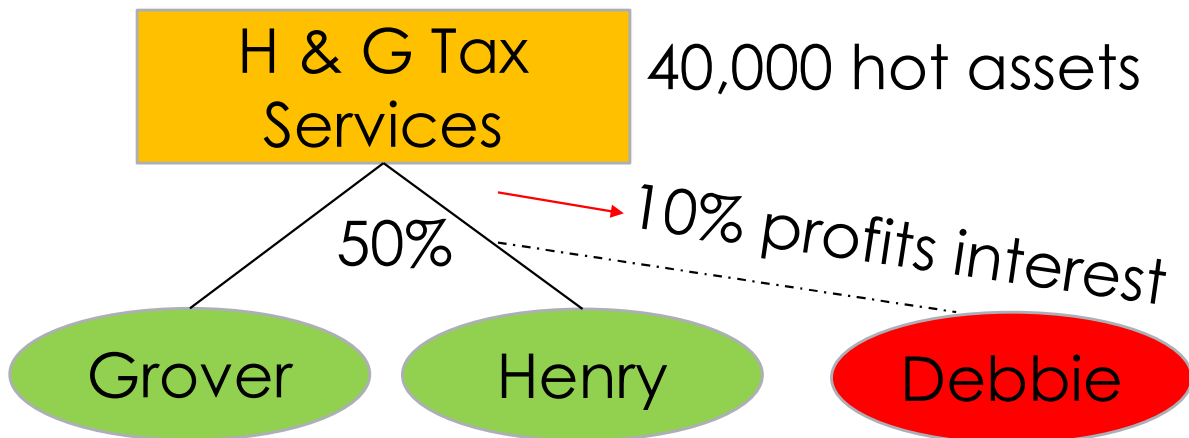 H & G Tax
Services
40,000 hot assets
50%
10% profits interest
Grover
Henry
Debbie